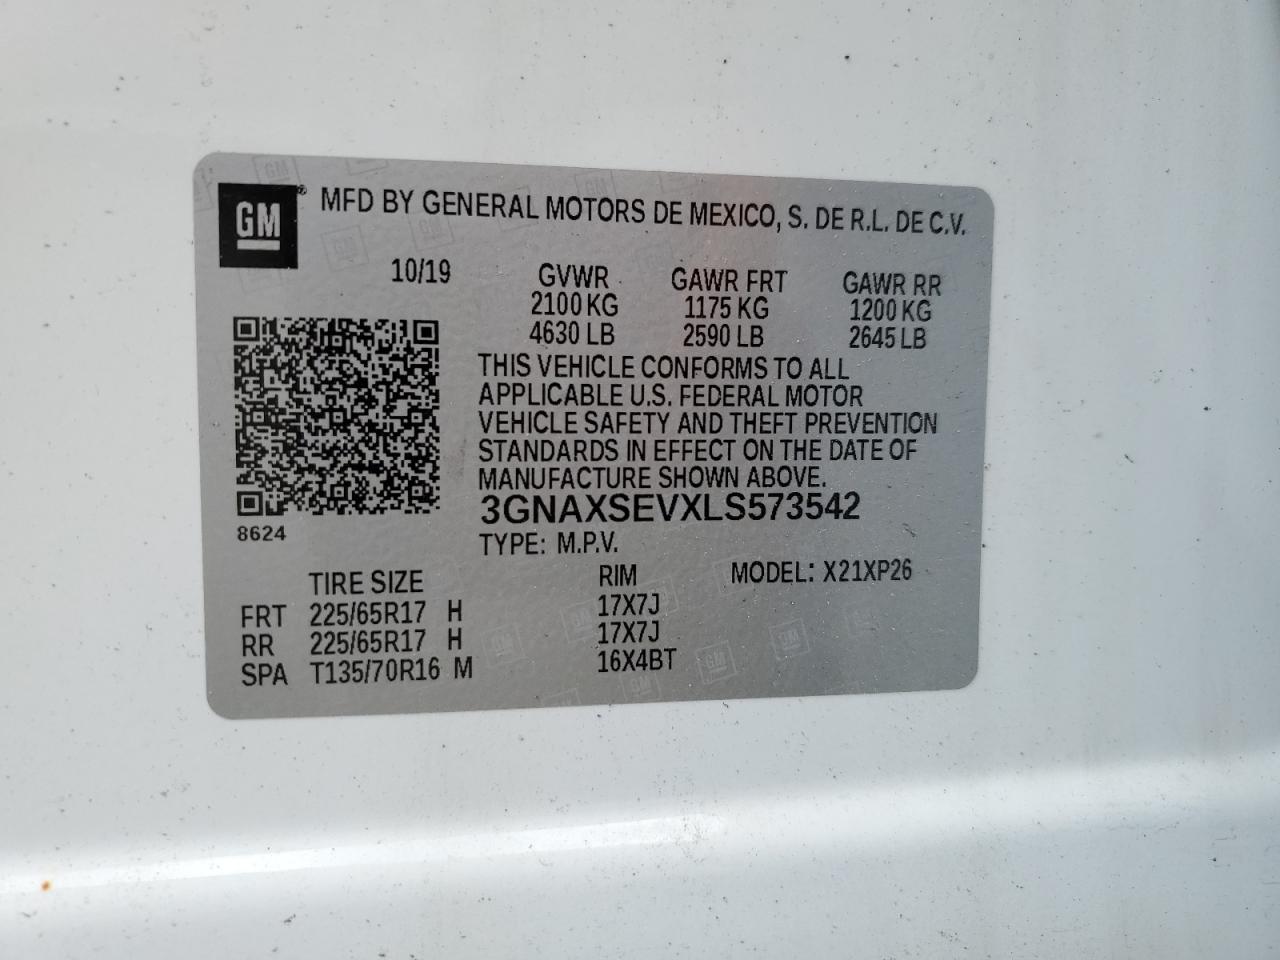 GM® MFD BY GENERAL MOTORS DE MEXICO, S. DE R.L. DE C.V.
10/19 GVWR GAWR FRT GAWR RR
2100 KG 1175 KG 1200 KG
4630 LB 2590 LB 2645 LB
THIS VEHICLE CONFORMS TO ALL
APPLICABLE U.S. FEDERAL MOTOR
VEHICLE SAFETY AND THEFT PREVENTION
STANDARDS IN EFFECT ON THE DATE OF
MANUFACTURE SHOWN ABOVE.
3GNAXSEVXLS573542
8624
TYPE: M.P.V.
TIRE SIZE RIM MODEL: X21XP26
FRT 225/65R17 H 17X7J
RR 225/65R17 H 17X7J
SPA T135/70R16 M 16X4BT